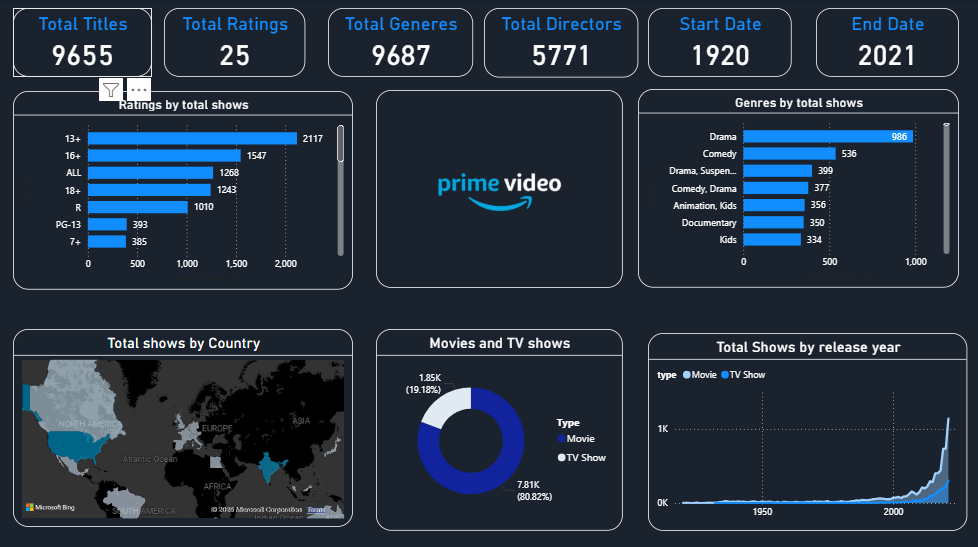 Total Titles
9655
Total Ratings
25
Total Generes
9687
Total Directors
5771
Start Date
1920
End Date
2021
Ratings by total shows
13+
2117
16+
1547
ALL
1268
18+
1243
R
1010
PG-13
393
7+
385
0
500
1,000
1,500
2,000
prime video
Genres by total shows
Drama
986
Comedy
536
Drama, Suspen...
399
Comedy, Drama
377
Animation, Kids
356
Documentary
350
Kids
334
0
500
1,000
Total shows by Country
NORTH AMERICA
EUROPE
ASIA
Atlantic Ocean
AFRICA
SOUTH AMERICA
Indian Ocean
Microsoft Bing
© 2025 Microsoft Corporation Terms
Movies and TV shows
1.85K
(19.18%)
7.81K
(80.82%)
Type
Movie
TV Show
Total Shows by release year
type
Movie
TV Show
1K
0K
1950
2000